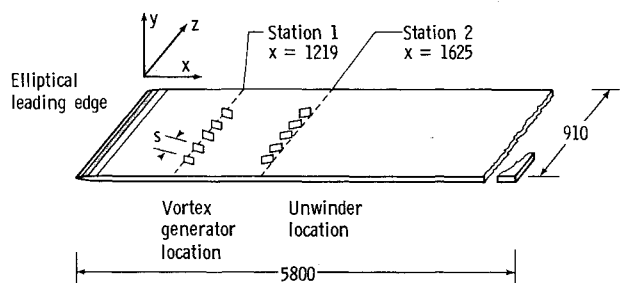 y
z
x
Station 1
x = 1219
Station 2
x = 1625
Elliptical
leading edge
s
910
Vortex
generator
location
Unwinder
location
5800